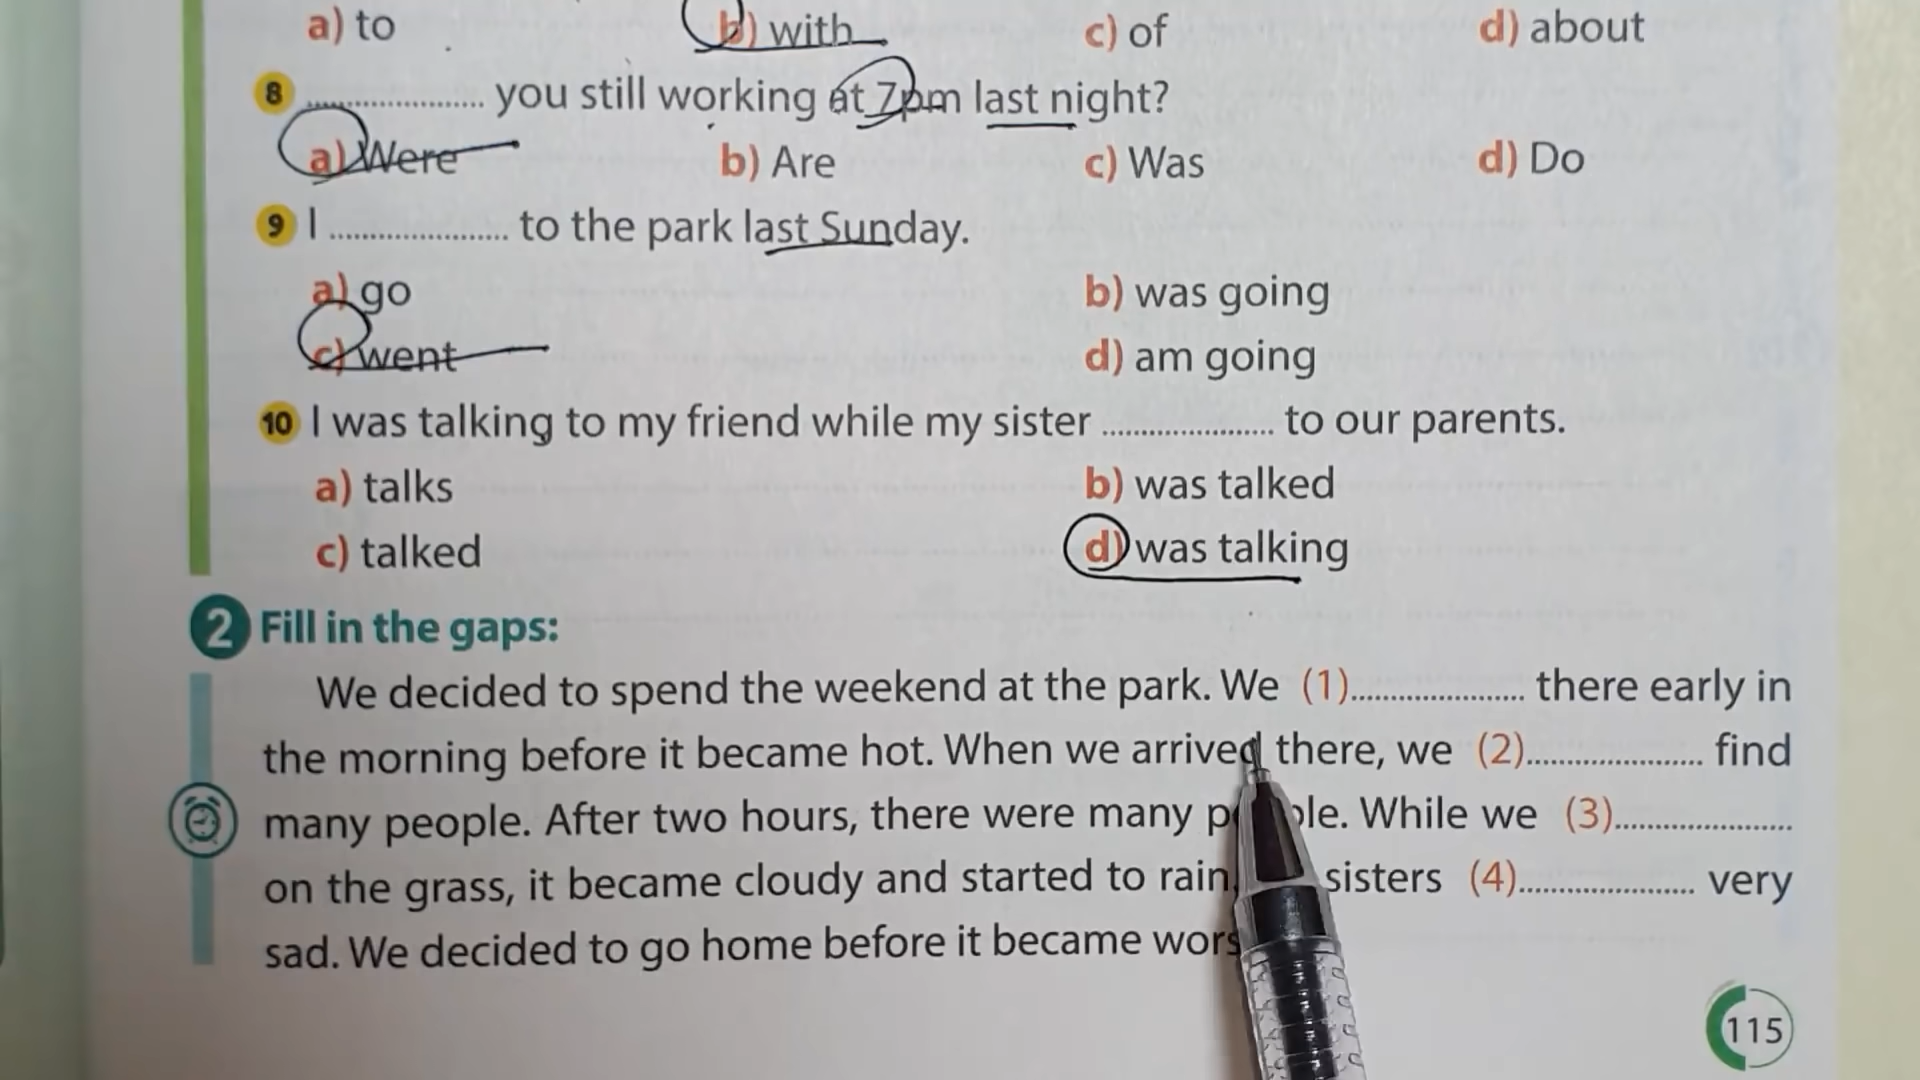 a) to b) with c) of d) about
8 .................... you still working at 7pm last night?
a) Were b) Are c) Was d) Do
9 I .................... to the park last Sunday.
a) go b) was going
c) went d) am going
10 I was talking to my friend while my sister .................... to our parents.
a) talks b) was talked
c) talked d) was talking
2 Fill in the gaps:
We decided to spend the weekend at the park. We (1).................... there early in
the morning before it became hot. When we arrived there, we (2).................... find
many people. After two hours, there were many people. While we (3)....................
on the grass, it became cloudy and started to rain. sisters (4).................... very
sad. We decided to go home before it became
115